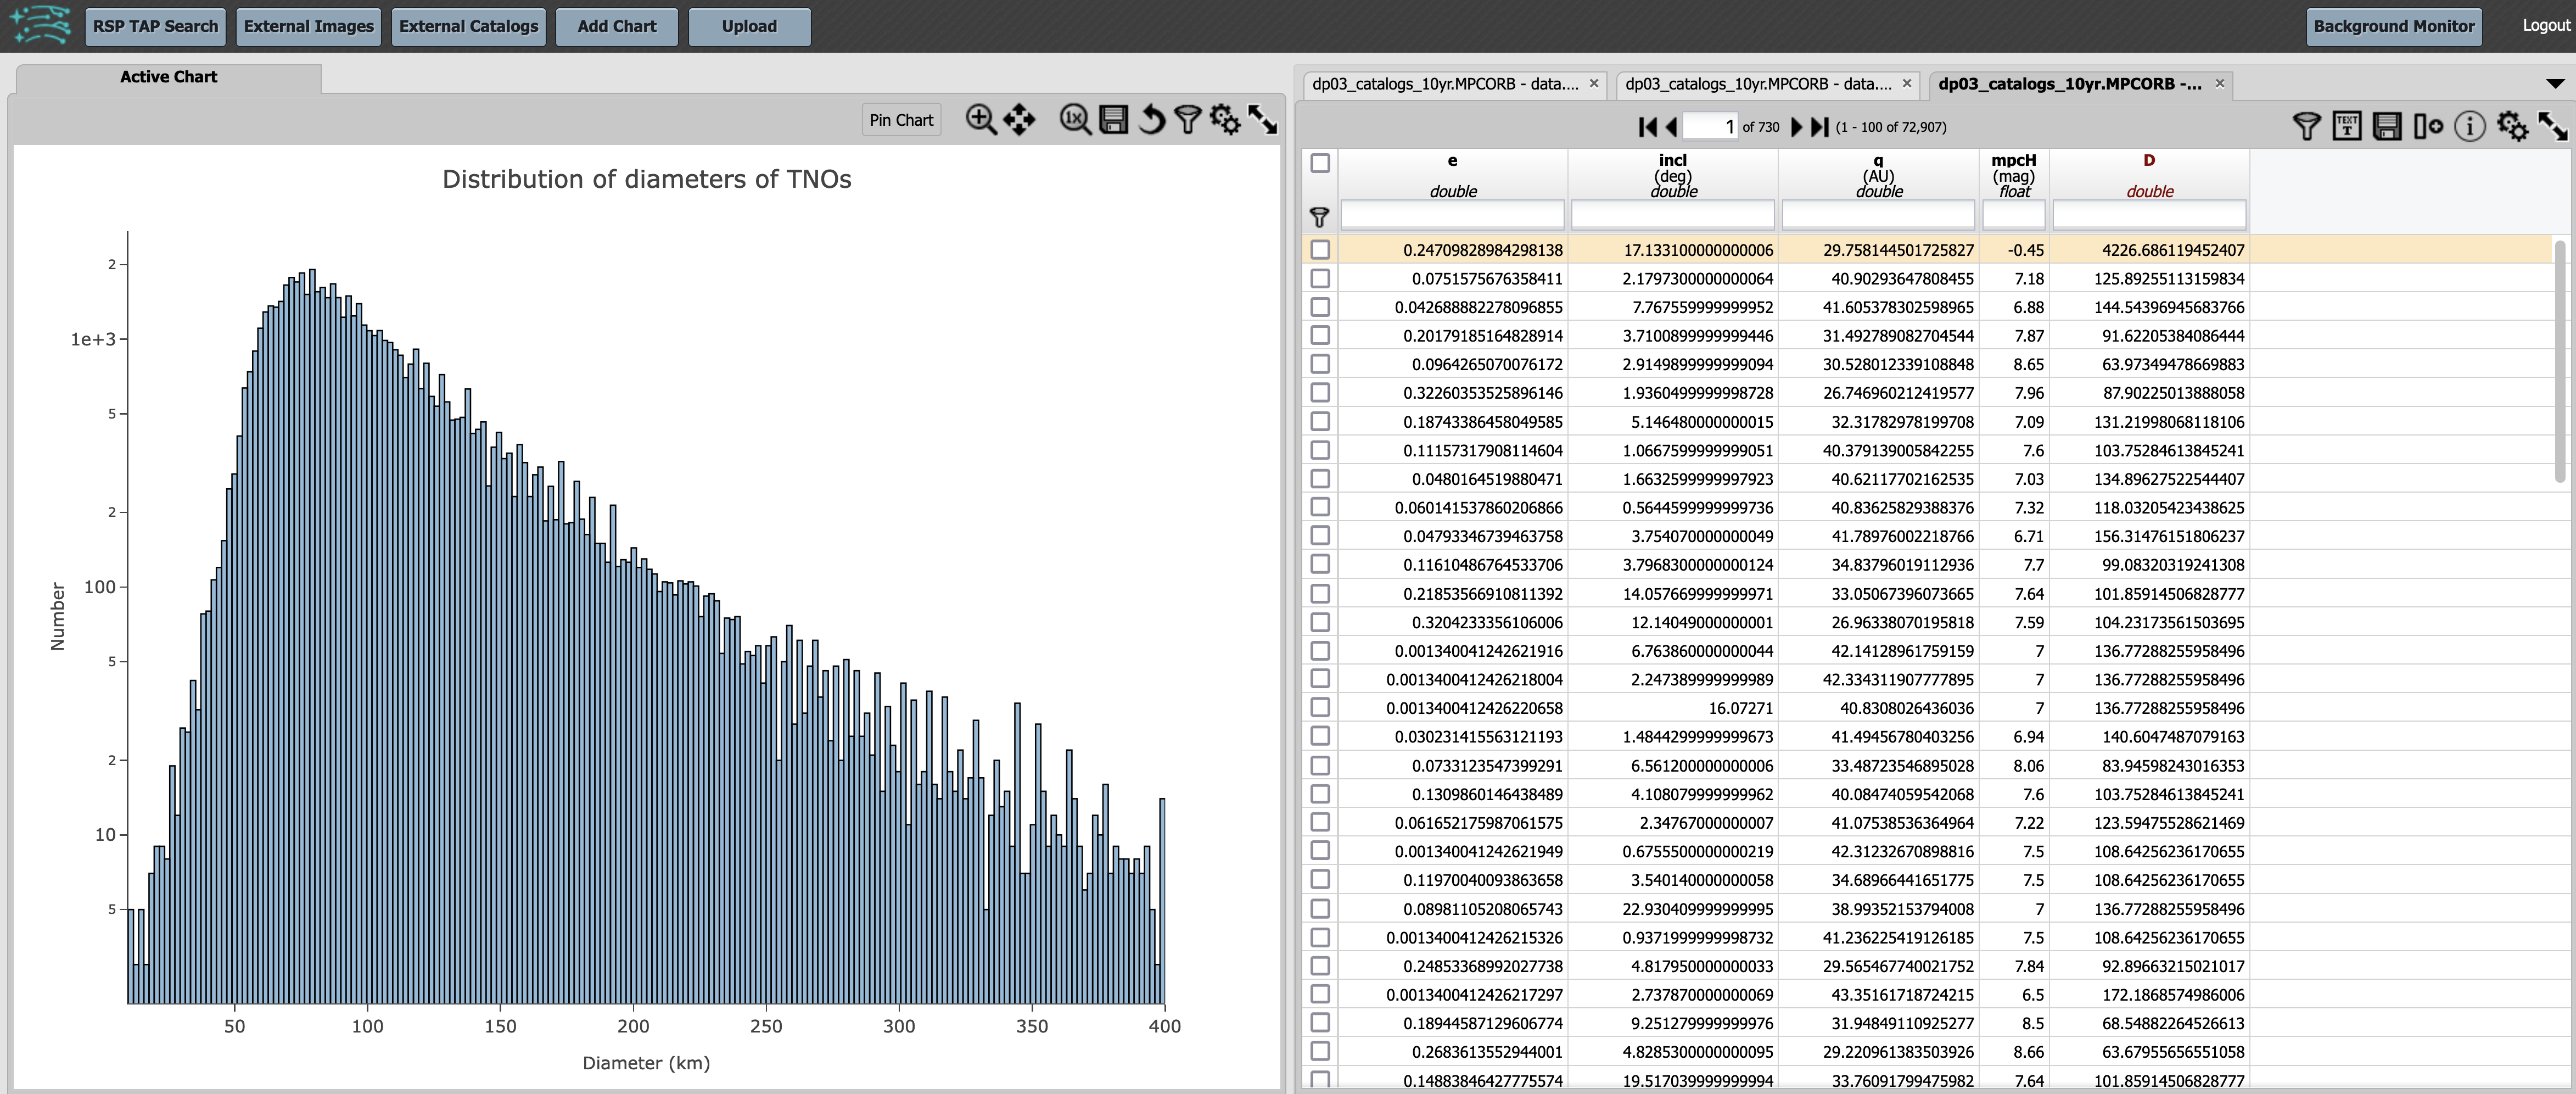 RSP TAP Search External Images External Catalogs Add Chart Upload Background Monitor Logout
Active Chart
Pin Chart
Distribution of diameters of TNOs
Number
2
1e+3
5
2
100
5
2
10
5
50 100 150 200 250 300 350 400
Diameter (km)
dp03_catalogs_10yr.MPCORB - data.... × dp03_catalogs_10yr.MPCORB - data.... × dp03_catalogs_10yr.MPCORB -... ×
1 of 730 (1 - 100 of 72,907)
e incl q mpcH D
(deg) (AU) (mag)
double double double float double
0.24709828984298138 17.133100000000006 29.758144501725827 -0.45 4226.686119452407
0.0751575676358411 2.1797300000000064 40.90293647808455 7.18 125.89255113159834
0.042688882278096855 7.767559999999952 41.605378302598965 6.88 144.54396945683766
0.20179185164828914 3.7100899999999446 31.492789082704544 7.87 91.62205384086444
0.0964265070076172 2.9149899999999094 30.528012339108848 8.65 63.97349478669883
0.32260353525896146 1.9360499999998728 26.746960212419577 7.96 87.90225013888058
0.18743386458049585 5.146480000000015 32.31782978199708 7.09 131.21998068118106
0.11157317908114604 1.0667599999999051 40.379139005842255 7.6 103.75284613845241
0.0480164519880471 1.6632599999997923 40.62117702162535 7.03 134.89627522544407
0.060141537860206866 0.5644599999999736 40.83625829388376 7.32 118.03205423438625
0.04793346739463758 3.754070000000049 41.78976002218766 6.71 156.31476151806237
0.11610486764533706 3.7968300000000124 34.83796019112936 7.7 99.08320319241308
0.21853566910811392 14.057669999999971 33.05067396073665 7.64 101.85914506828777
0.3204233356106006 12.14049000000001 26.96338070195818 7.59 104.23173561503695
0.001340041242621916 6.763860000000044 42.14128961759159 7 136.77288255958496
0.0013400412426218004 2.247389999999989 42.334311907777895 7 136.77288255958496
0.0013400412426220658 16.07271 40.8308026436036 7 136.77288255958496
0.030231415563121193 1.4844299999999673 41.49456780403256 6.94 140.6047487079163
0.0733123547399291 6.561200000000006 33.48723546895028 8.06 83.94598243016353
0.1309860146438489 4.108079999999962 40.08474059542068 7.6 103.75284613845241
0.061652175987061575 2.34767000000007 41.07538536364964 7.22 123.59475528621469
0.001340041242621949 0.6755500000000219 42.31232670898816 7.5 108.64256236170655
0.11970040093863658 3.540140000000058 34.68966441651775 7.5 108.64256236170655
0.08981105208065743 22.930409999999995 38.99352153794008 7 136.77288255958496
0.0013400412426215326 0.9371999999998732 41.236225419126185 7.5 108.64256236170655
0.24853368992027738 4.817950000000033 29.565467740021752 7.84 92.89663215021017
0.0013400412426217297 2.737870000000069 43.35161718724215 6.5 172.1868574986006
0.18944587129606774 9.251279999999976 31.94849110925277 8.5 68.54882264526613
0.2683613552944001 4.8285300000000095 29.220961383503926 8.66 63.67955656551058
0.14883846427775574 19.517039999999994 33.76091799475982 7.64 101.85914506828777